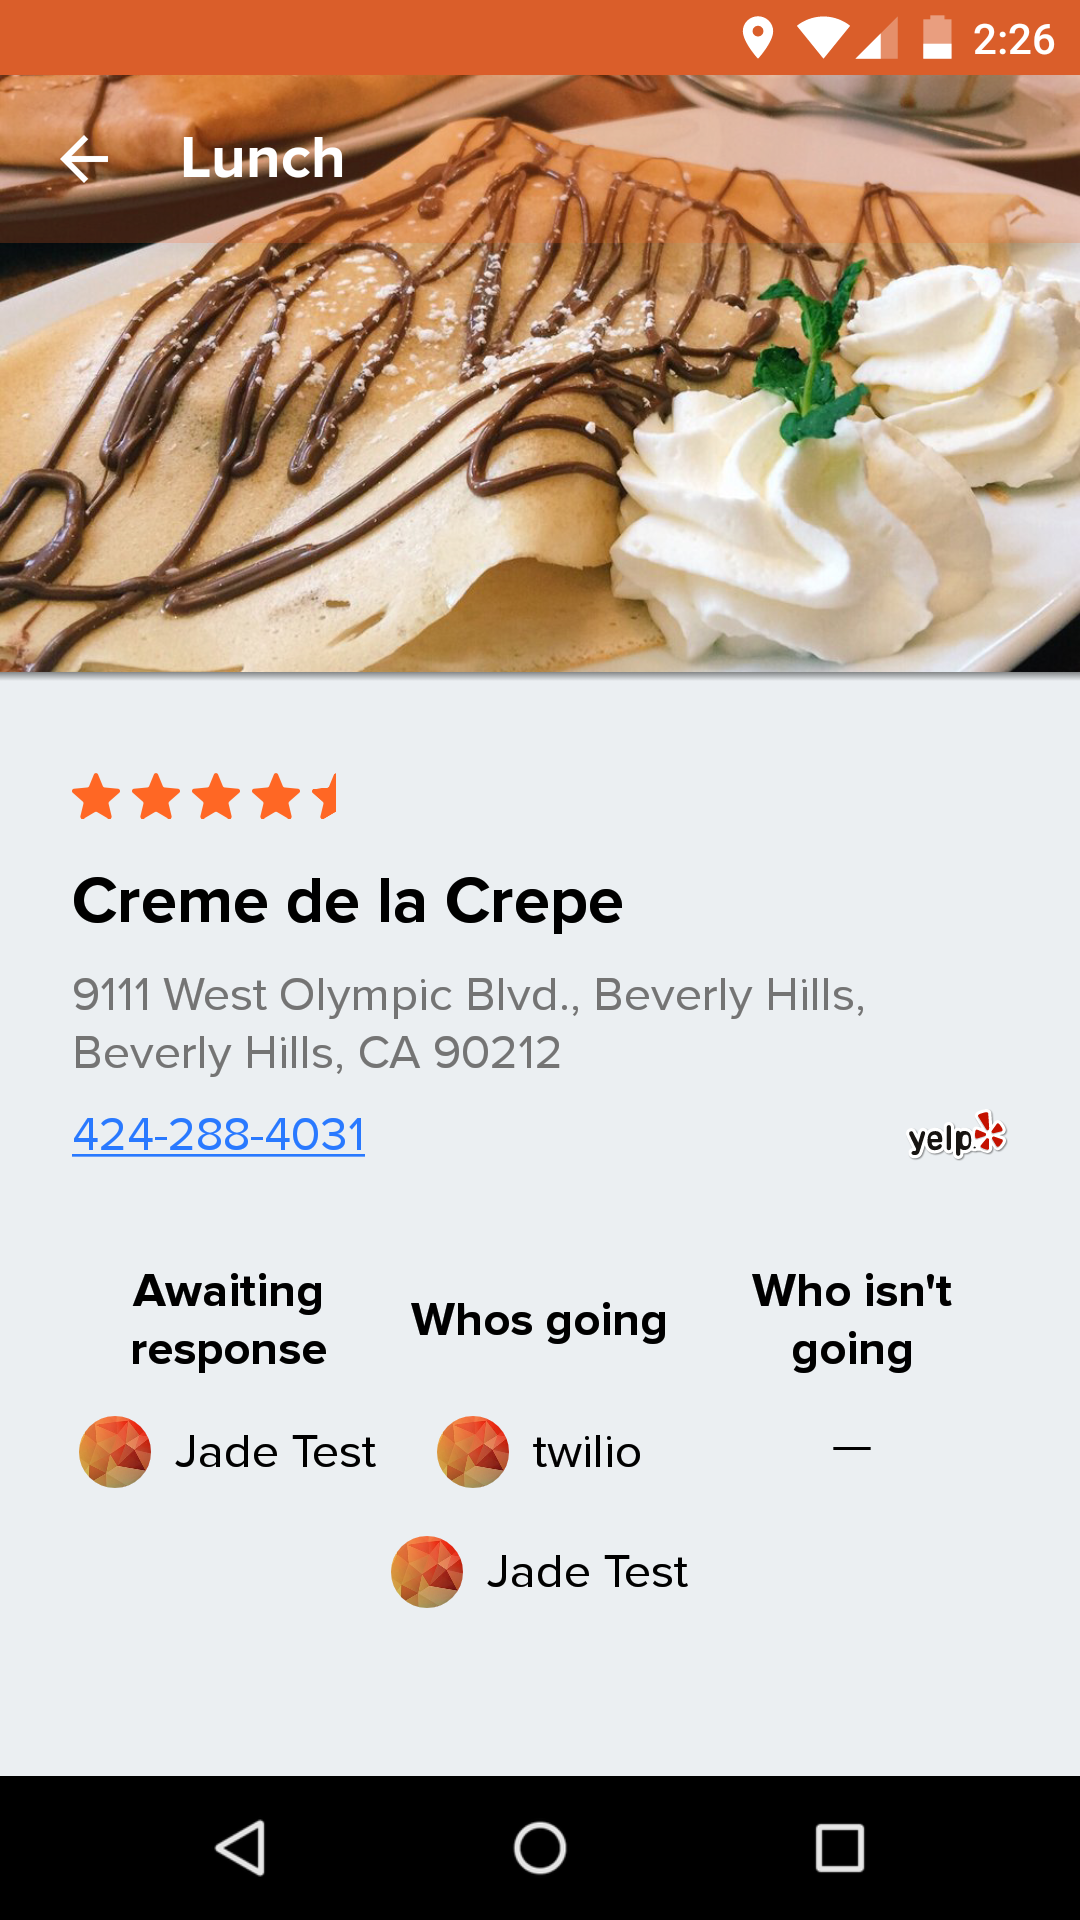 2:26
Lunch
Creme de la Crepe
9111 West Olympic Blvd., Beverly Hills,
Beverly Hills, CA 90212
424-288-4031
yelp
Awaiting
response
Whos going
Who isn't
going
Jade Test
twilio
—
Jade Test